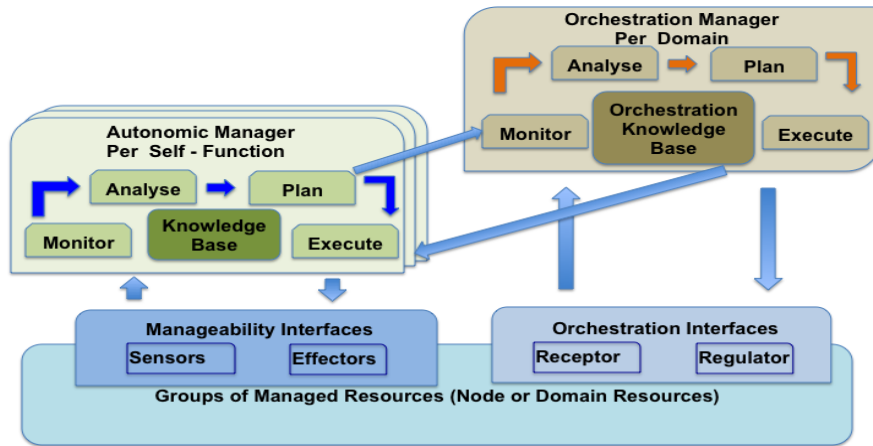 Orchestration Manager
Per Domain
Analyse
Plan
Monitor
Orchestration
Knowledge
Base
Execute
Autonomic Manager
Per Self - Function
Analyse
Plan
Monitor
Knowledge
Base
Execute
Manageability Interfaces
Sensors
Effectors
Orchestration Interfaces
Receptor
Regulator
Groups of Managed Resources (Node or Domain Resources)